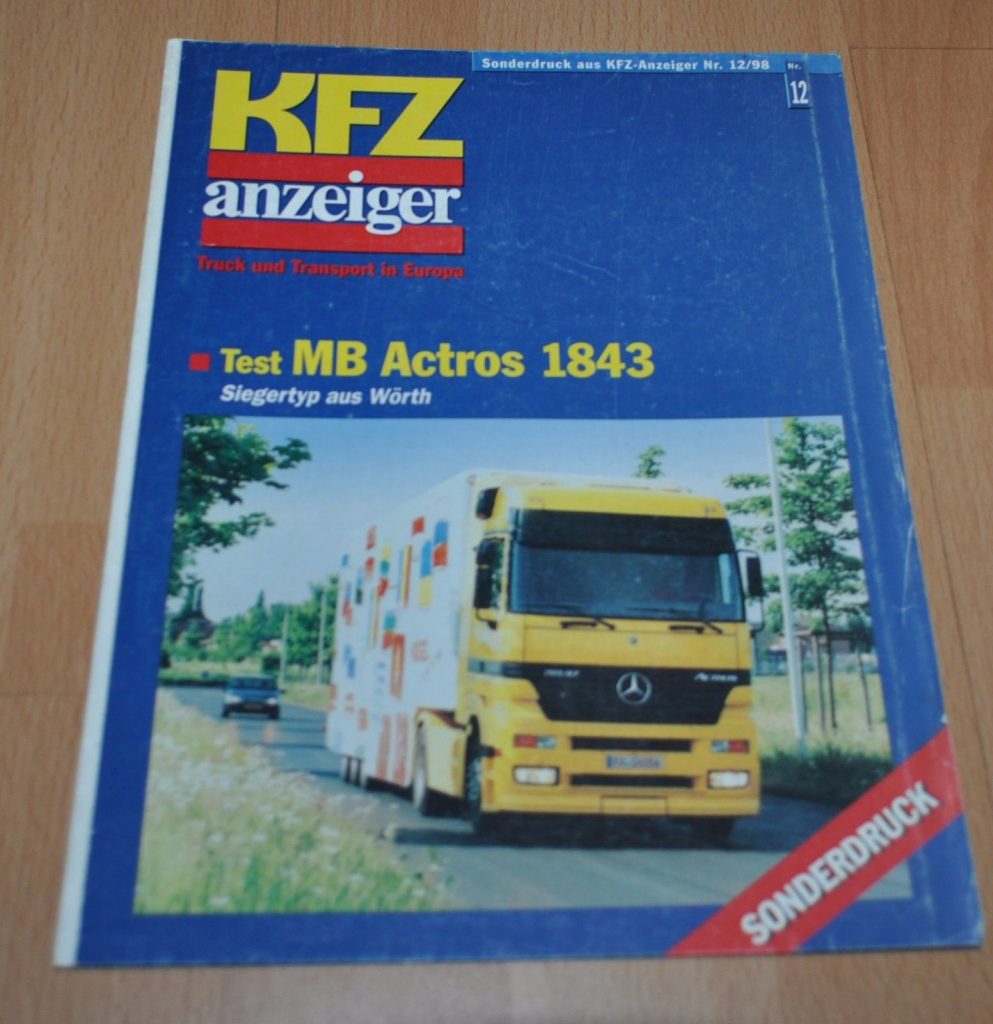 Sonderdruck aus KFZ-Anzeiger Nr. 12/98
Nr.
12
KFZ
anzeiger
Truck und Transport in Europa
Test MB Actros 1843
Siegertyp aus Wörth
Actros
SONDERDRUCK